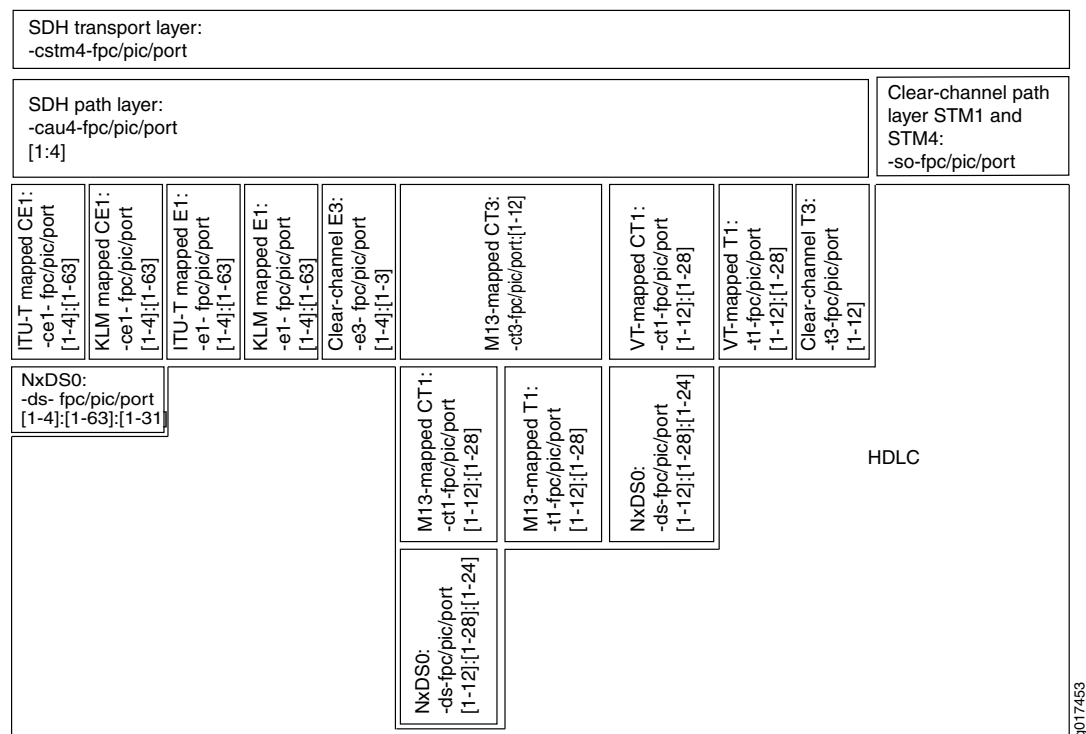 SDH transport layer:
-cstm4-fpc/pic/port
SDH path layer:
-cau4-fpc/pic/port
[1:4]
Clear-channel path
layer STM1 and
STM4:
-so-fpc/pic/port
ITU-T mapped CE1:
-ce1- fpc/pic/port
[1-4]:[1-63]
KLM mapped CE1:
-ce1- fpc/pic/port
[1-4]:[1-63]
ITU-T mapped E1:
-e1- fpc/pic/port
[1-4]:[1-63]
KLM mapped E1:
-e1- fpc/pic/port
[1-4]:[1-63]
Clear-channel E3:
-e3- fpc/pic/port
[1-4]:[1-3]
M13-mapped CT3:
-ct3-fpc/pic/port:[1-12]
VT-mapped CT1:
-ct1-fpc/pic/port
[1-12]:[1-28]
VT-mapped T1:
-t1-fpc/pic/port
[1-12]:[1-28]
Clear-channel T3:
-t3-fpc/pic/port
[1-12]
NxDS0:
-ds- fpc/pic/port
[1-4]:[1-63]:[1-31]
M13-mapped CT1:
-ct1-fpc/pic/port
[1-12]:[1-28]
M13-mapped T1:
-t1-fpc/pic/port
[1-12]:[1-28]
NxDS0:
-ds-fpc/pic/port
[1-12]:[1-28]:[1-24]
HDLC
NxDS0:
-ds-fpc/pic/port
[1-12]:[1-28]:[1-24]
g017453